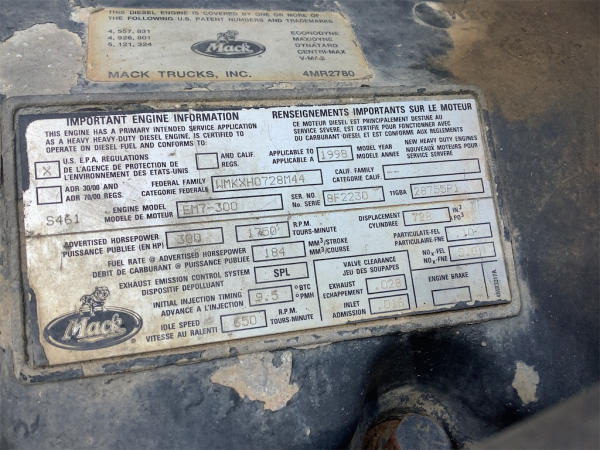 THIS DIESEL ENGINE IS COVERED BY ONE OR MORE OF
THE FOLLOWING U.S. PATENT NUMBERS AND TRADEMARKS
4, 557, 831 ECONODYNE
4, 926, 801 MAXIDYNE
5, 121, 324 DYNATARD
CENTRI-MAX
V-MAC
Mack
MACK TRUCKS, INC. 4MR2780
IMPORTANT ENGINE INFORMATION RENSEIGNEMENTS IMPORTANTS SUR LE MOTEUR
THIS ENGINE HAS A PRIMARY INTENDED SERVICE APPLICATION CE MOTEUR DIESEL EST PRINCIPALEMENT DESTINE AU
AS A HEAVY HEAVY-DUTY DIESEL ENGINE, IS CERTIFIED TO SERVICE SEVERE, IL EST CERTIFIE POUR FONCTIONNER AVEC
OPERATE ON DIESEL FUEL AND CONFORMS TO: DU CARBURANT DIESEL ET EST CONFORME AUX REGLEMENTS
X U.S. E.P.A. REGULATIONS AND CALIF. REGS. APPLICABLE TO 1998 MODEL YEAR NEW HEAVY DUTY ENGINES
DE L'AGENCE DE PROTECTION DE APPLICABLE A MODELE ANNEE NOUVEAUX MOTEURS POUR
L'ENVIRONNEMENT DES ETATS-UNIS SERVICE SEVERE
ADR 30/00 AND FEDERAL FAMILY WMKXH0728M44 CALIF. FAMILY --
ADR 70/00 REGS. FAMILLE FEDERALE FAMILLE CALIF.
S461 ENGINE MODEL EM7-300 SER. NO. 8F2230 11GBA 28755P1
MODELE DE MOTEUR No. SERIE
ADVERTISED HORSEPOWER 300 1750 R.P.M. DISPLACEMENT 728 IN³
PUISSANCE PUBLIEE (EN HP) TOURS-MINUTE CYLINDREE PO³
FUEL RATE @ ADVERTISED HORSEPOWER 184 MM³/STROKE PARTICULATE-FEL
DEBIT DE CARBURANT @ PUISSANCE PUBLIEE MM³/COURSE PARTICULATE-FNE
EXHAUST EMISSION CONTROL SYSTEM SPL VALVE CLEARANCE NOx-FEL
DISPOSITIF DEPOLLUANT JEU DES SOUPAPES NOx-FNE
INITIAL INJECTION TIMING 9.5 °BTC EXHAUST .028 ENGINE BRAKE
AVANCE A L'INJECTION °PMH ECHAPPEMENT
IDLE SPEED 650 R.P.M. INLET .016
VITESSE AU RALENTI TOURS-MINUTE ADMISSION
Mack